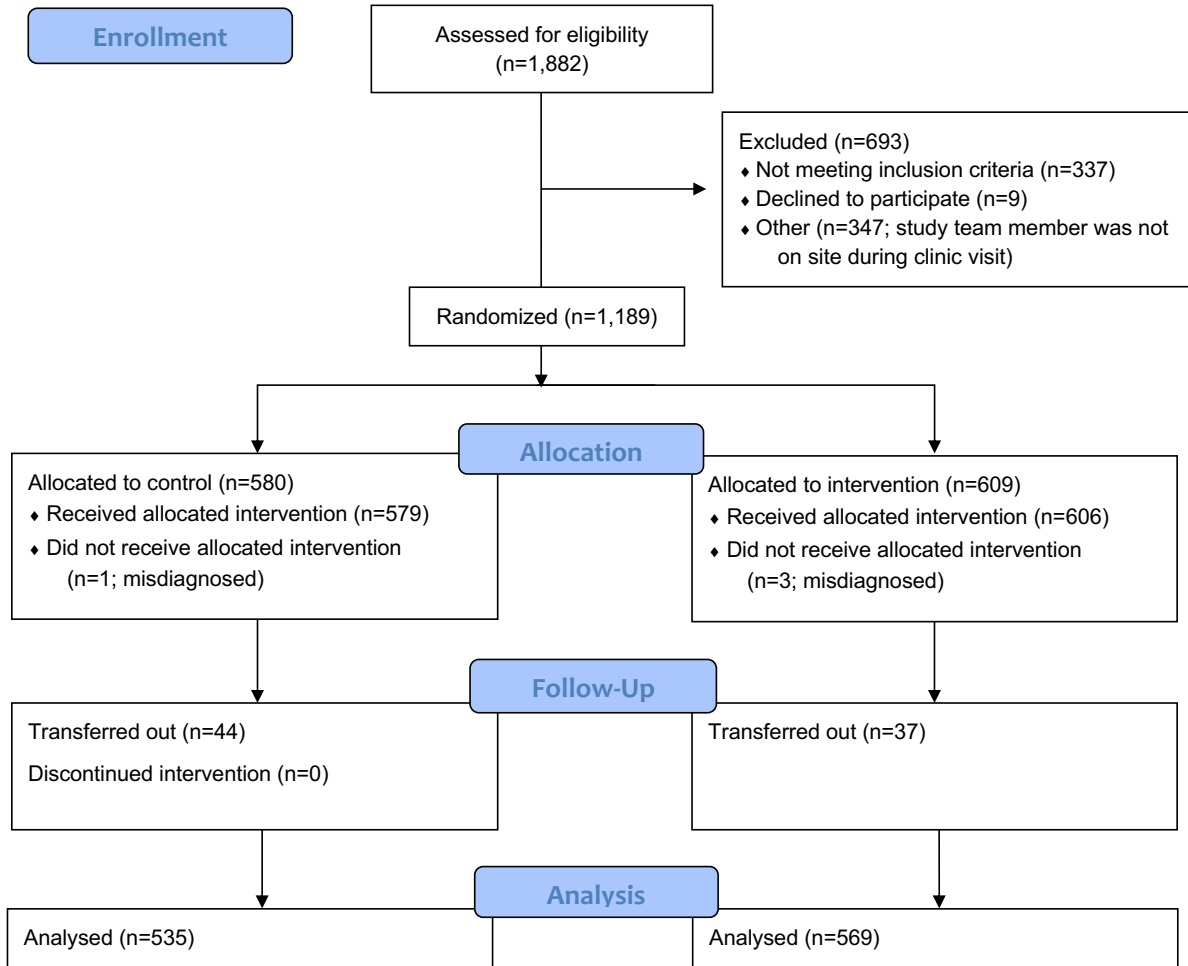 Enrollment
Assessed for eligibility
(n=1,882)
Excluded (n=693)
♦ Not meeting inclusion criteria (n=337)
♦ Declined to participate (n=9)
♦ Other (n=347; study team member was not
on site during clinic visit)
Randomized (n=1,189)
Allocation
Allocated to control (n=580)
♦ Received allocated intervention (n=579)
♦ Did not receive allocated intervention
(n=1; misdiagnosed)
Allocated to intervention (n=609)
♦ Received allocated intervention (n=606)
♦ Did not receive allocated intervention
(n=3; misdiagnosed)
Follow-Up
Transferred out (n=44)
Discontinued intervention (n=0)
Transferred out (n=37)
Analysis
Analysed (n=535)
Analysed (n=569)